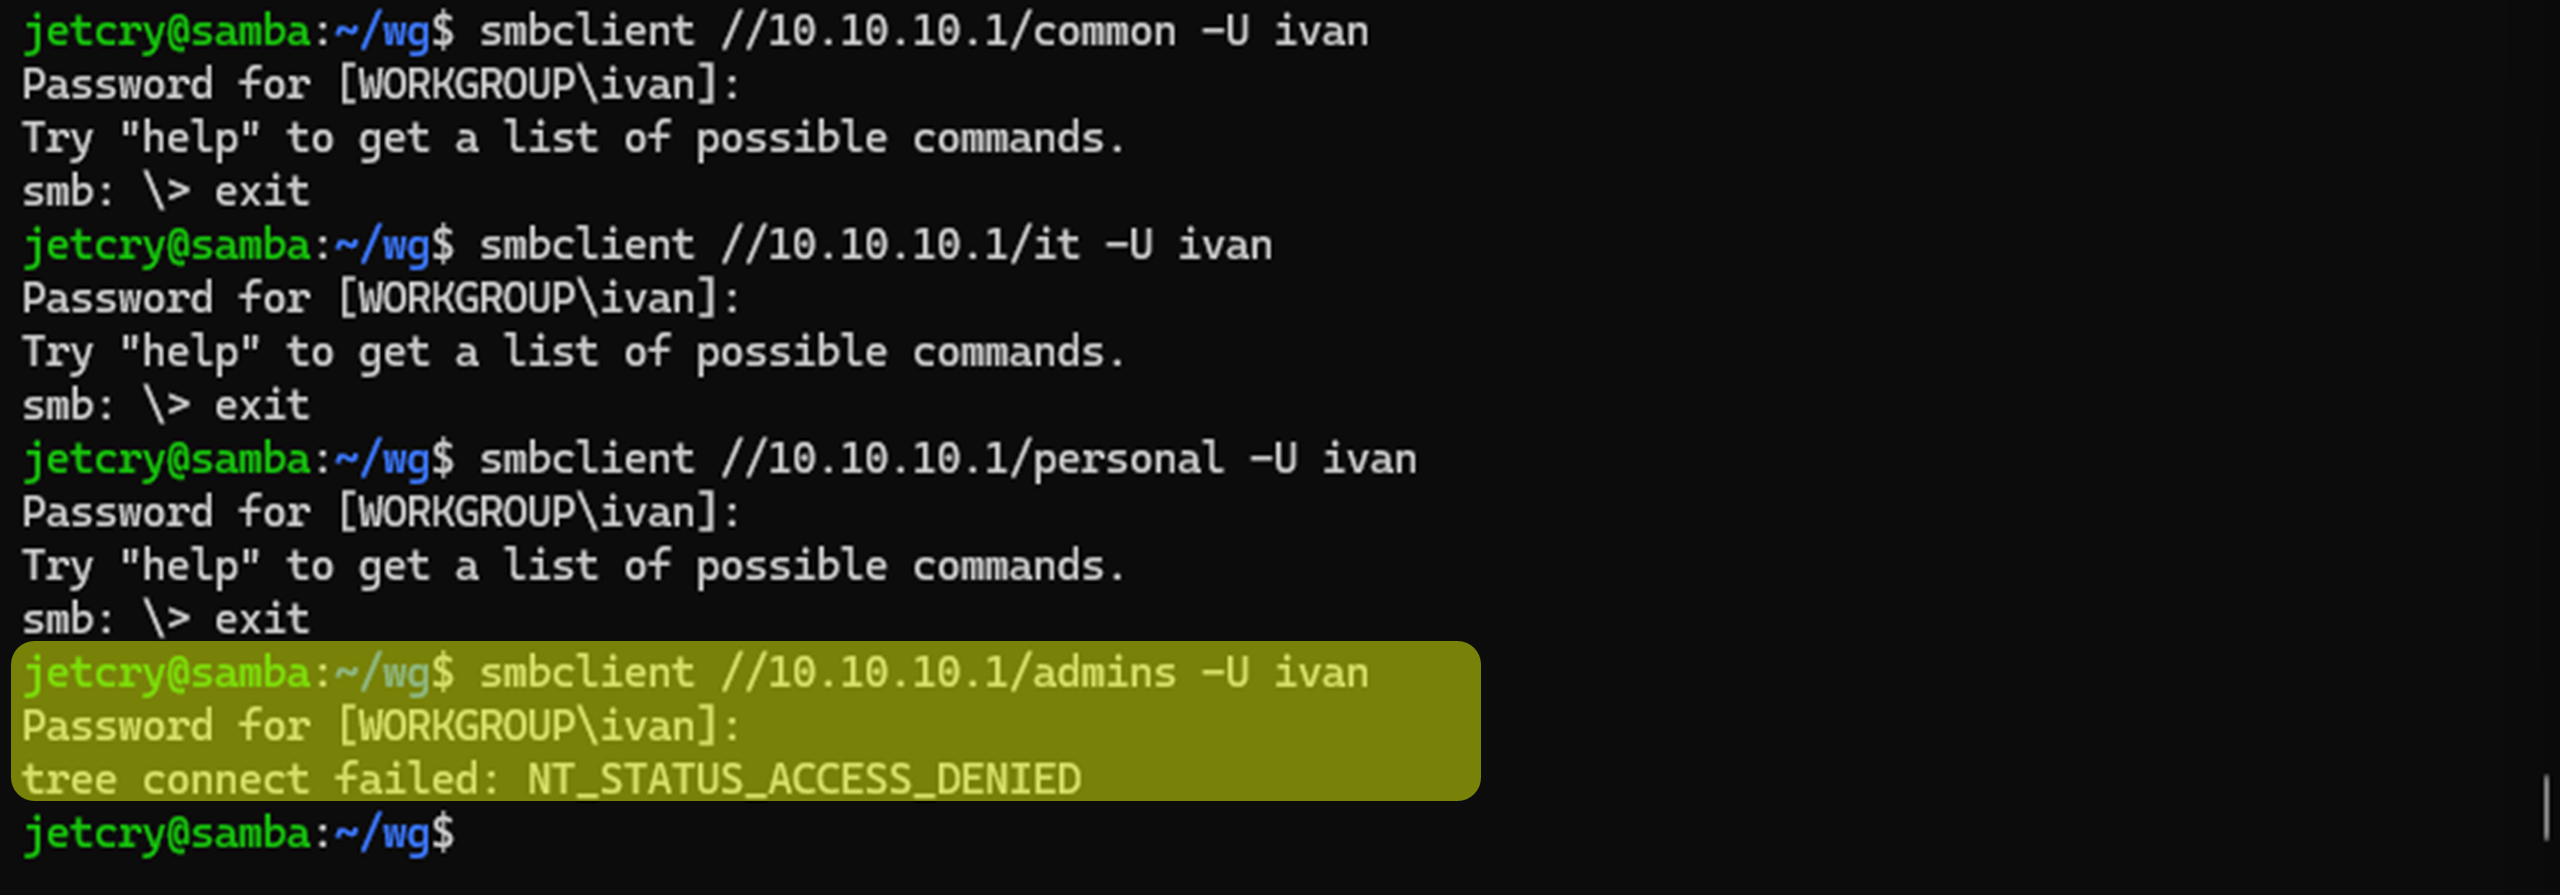 jetcry@samba:~/wg$ smbclient //10.10.10.1/common -U ivan
Password for [WORKGROUP\ivan]:
Try "help" to get a list of possible commands.
smb: \> exit
jetcry@samba:~/wg$ smbclient //10.10.10.1/it -U ivan
Password for [WORKGROUP\ivan]:
Try "help" to get a list of possible commands.
smb: \> exit
jetcry@samba:~/wg$ smbclient //10.10.10.1/personal -U ivan
Password for [WORKGROUP\ivan]:
Try "help" to get a list of possible commands.
smb: \> exit
jetcry@samba:~/wg$ smbclient //10.10.10.1/admins -U ivan
Password for [WORKGROUP\ivan]:
tree connect failed: NT_STATUS_ACCESS_DENIED
jetcry@samba:~/wg$